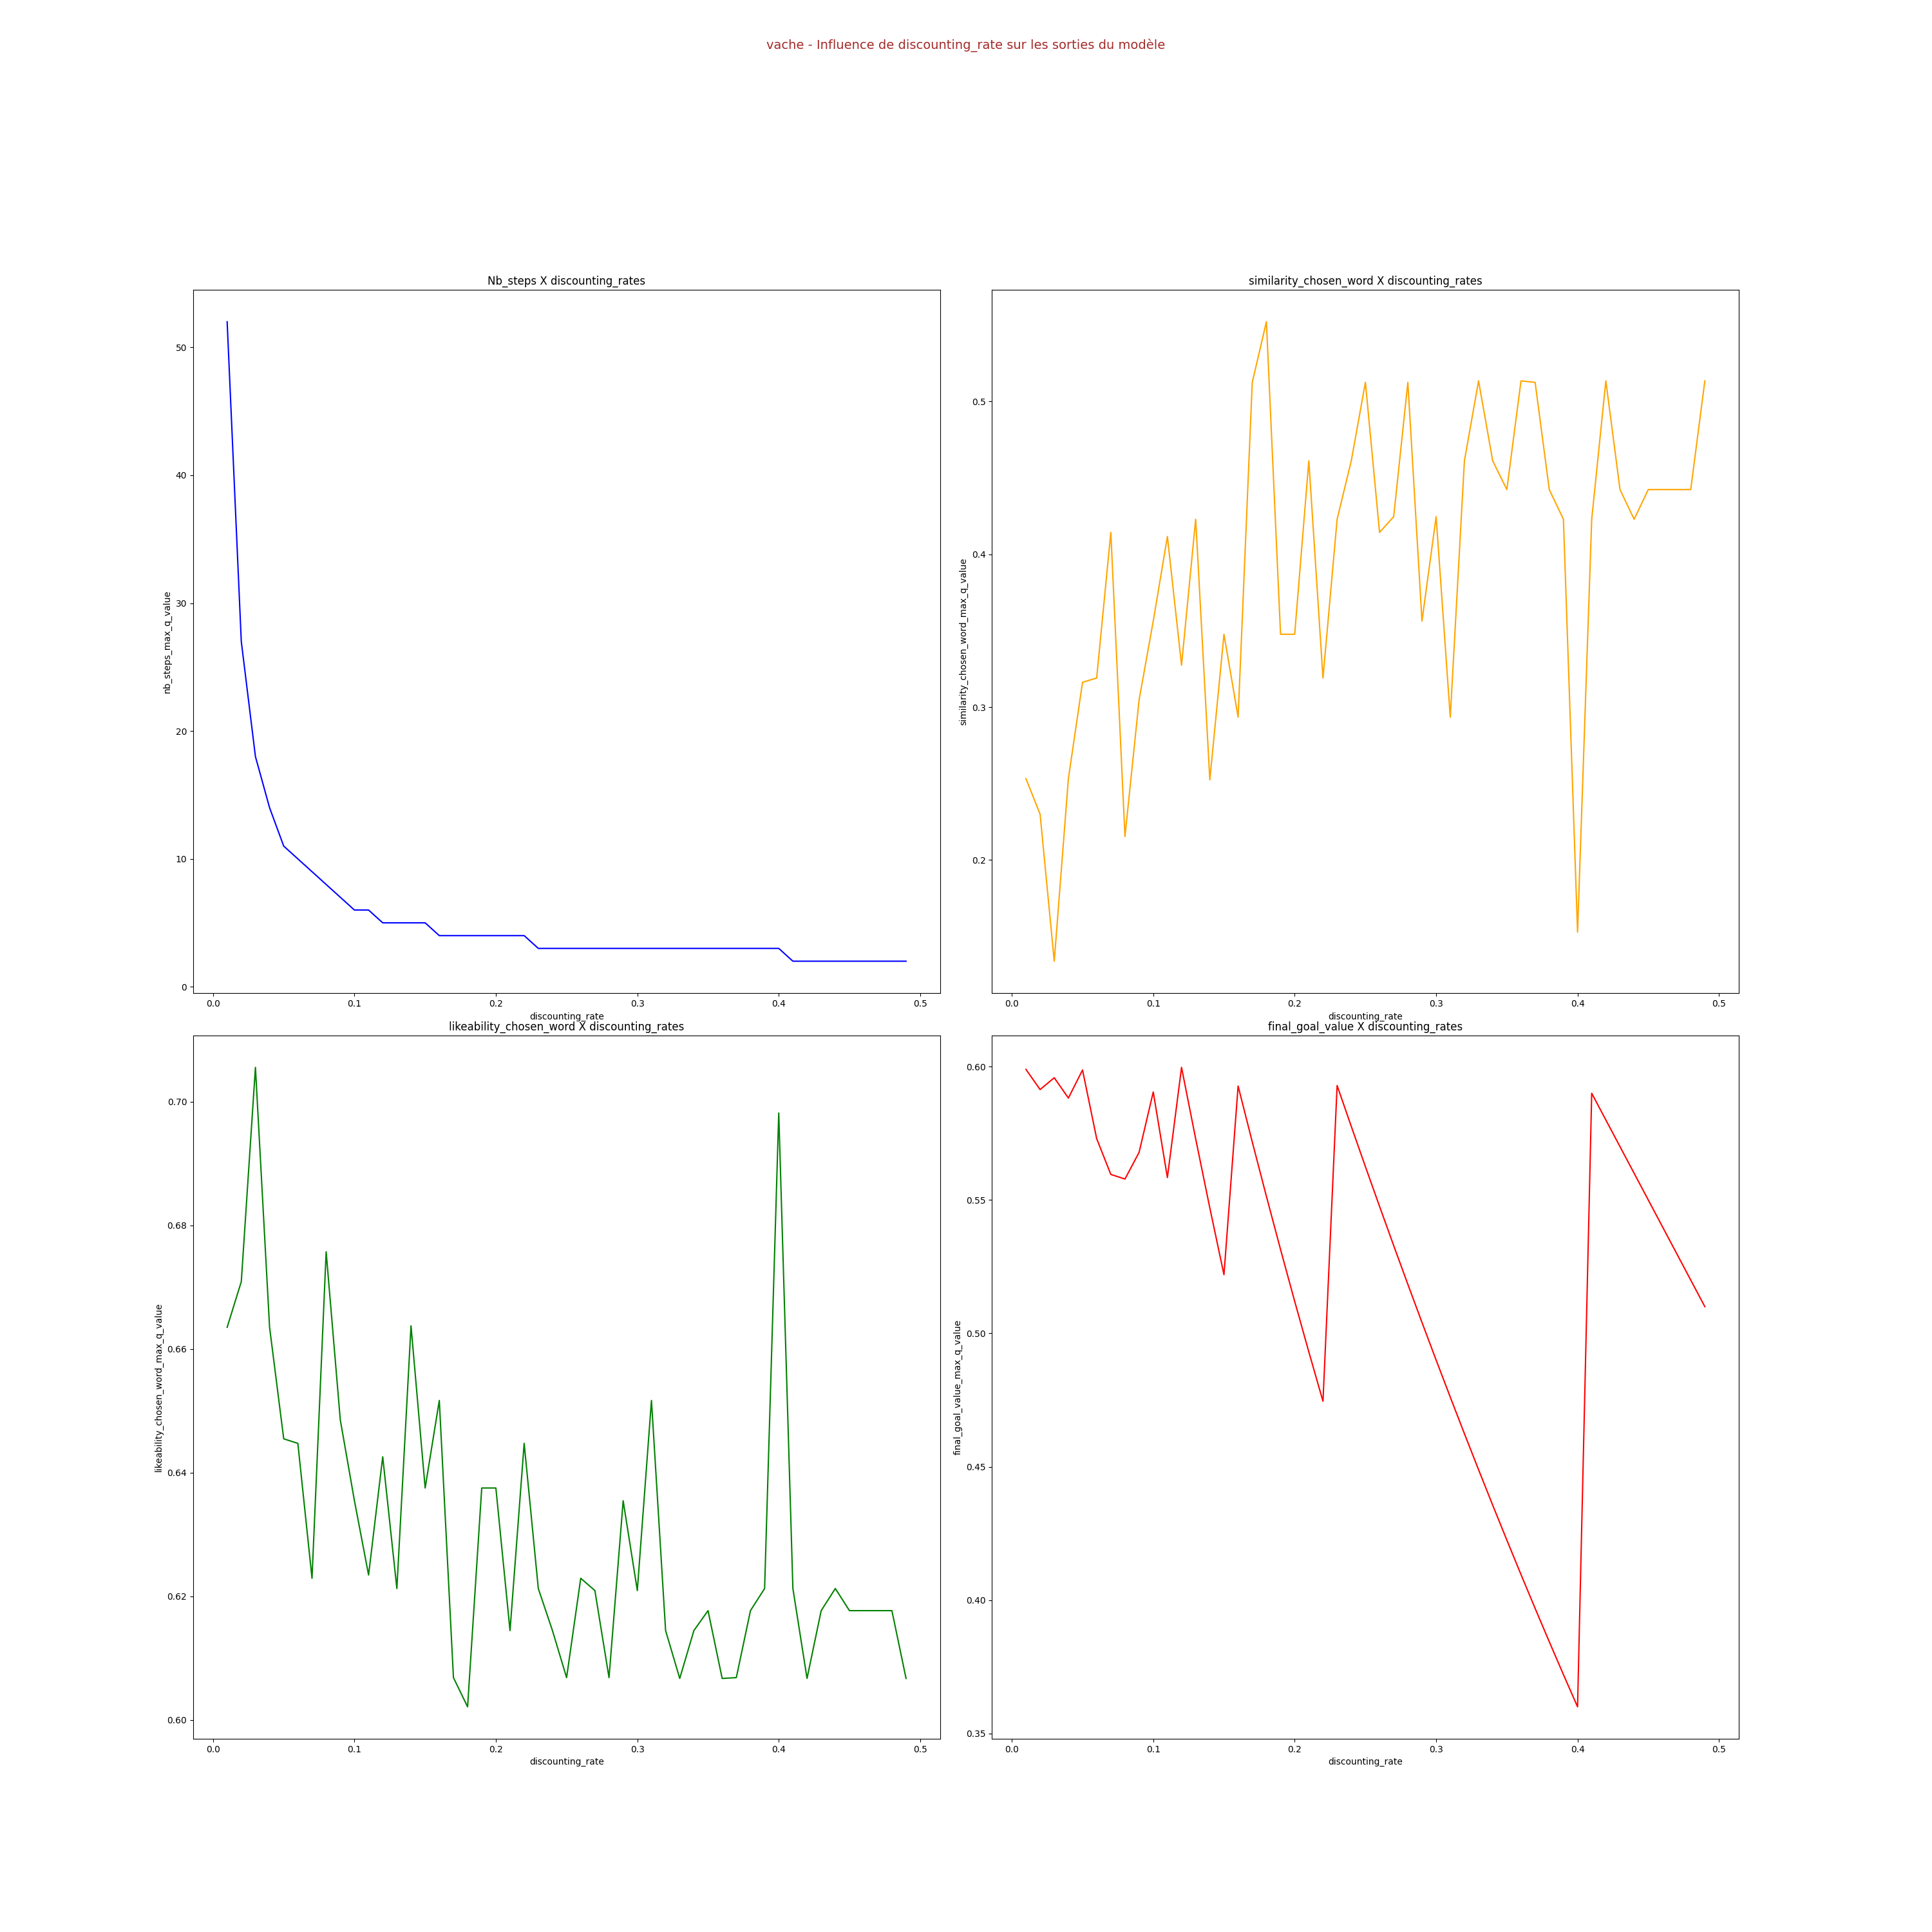 vache - Influence de discounting_rate sur les sorties du modèle
Nb_steps X discounting_rates
nb_steps_max_q_value
50
40
30
20
10
0
0.0 0.1 0.2 0.3 0.4 0.5
discounting_rate
similarity_chosen_word X discounting_rates
similarity_chosen_word_max_q_value
0.5
0.4
0.3
0.2
0.0 0.1 0.2 0.3 0.4 0.5
discounting_rate
likeability_chosen_word X discounting_rates
likeability_chosen_word_max_q_value
0.70
0.68
0.66
0.64
0.62
0.60
0.0 0.1 0.2 0.3 0.4 0.5
discounting_rate
final_goal_value X discounting_rates
final_goal_value_max_q_value
0.60
0.55
0.50
0.45
0.40
0.35
0.0 0.1 0.2 0.3 0.4 0.5
discounting_rate